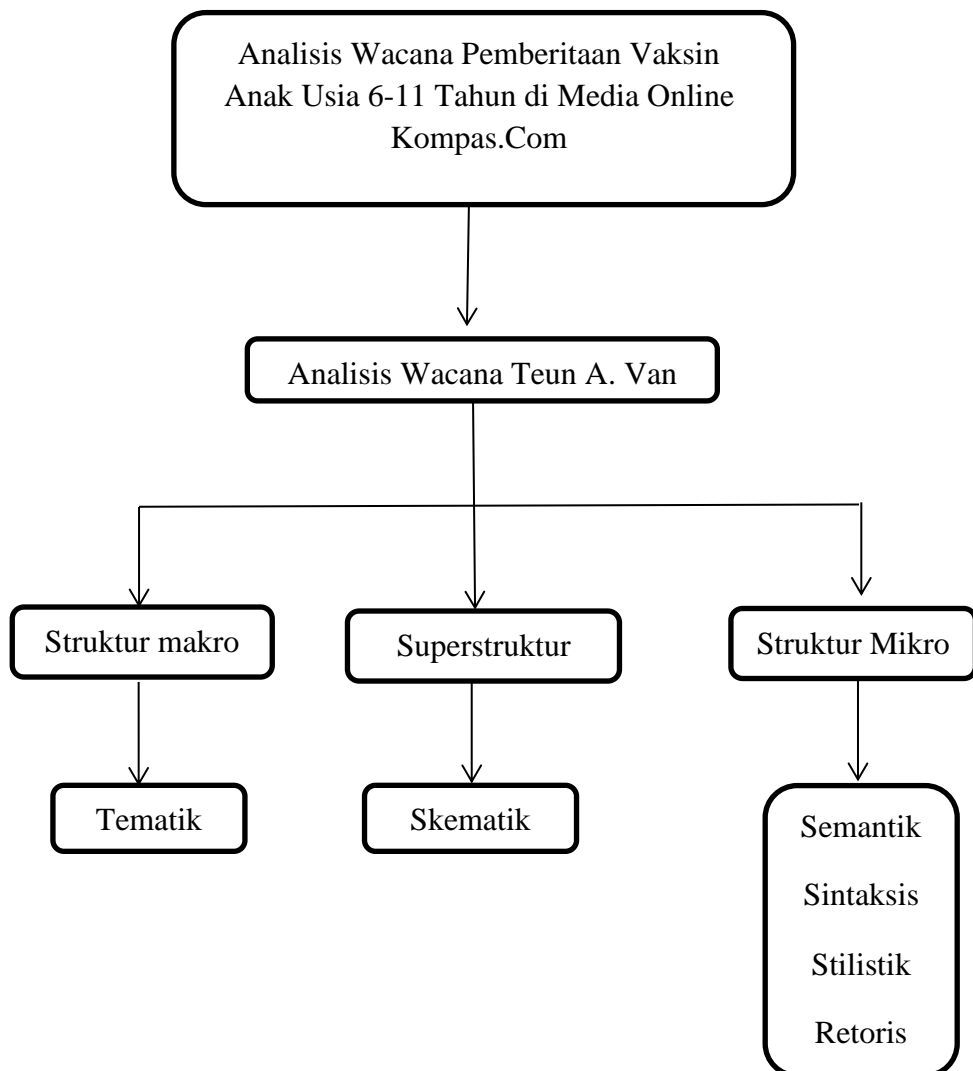 Analisis Wacana Pemberitaan Vaksin
Anak Usia 6-11 Tahun di Media Online
Kompas.Com
Analisis Wacana Teun A. Van
Struktur makro
Superstruktur
Struktur Mikro
Tematik
Skematik
Semantik
Sintaksis
Stilistik
Retoris